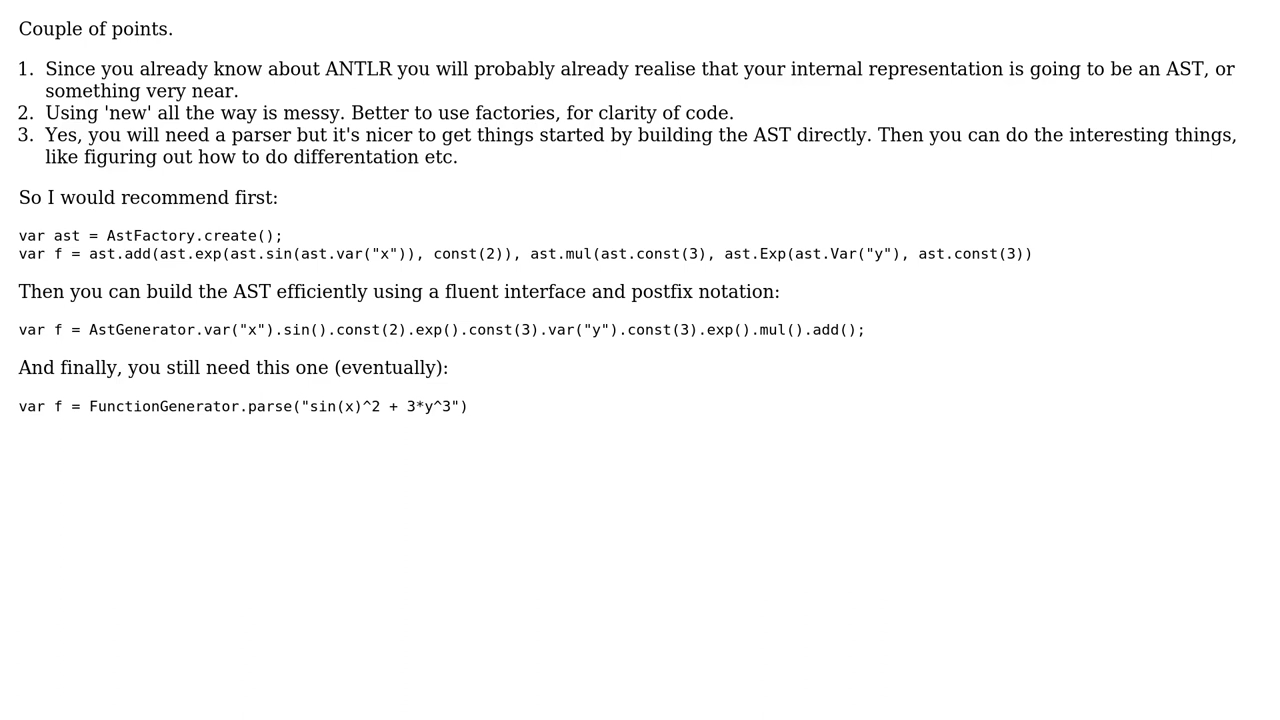 Couple of points.
1. Since you already know about ANTLR you will probably already realise that your internal representation is going to be an AST, or
something very near.
2. Using 'new' all the way is messy. Better to use factories, for clarity of code.
3. Yes, you will need a parser but it's nicer to get things started by building the AST directly. Then you can do the interesting things,
like figuring out how to do differentation etc.
So I would recommend first:
var ast = AstFactory.create();
var f = ast.add(ast.exp(ast.sin(ast.var("x")), const(2)), ast.mul(ast.const(3), ast.Exp(ast.Var("y"), ast.const(3))
Then you can build the AST efficiently using a fluent interface and postfix notation:
var f = AstGenerator.var("x").sin().const(2).exp().const(3).var("y").const(3).exp().mul().add();
And finally, you still need this one (eventually):
var f = FunctionGenerator.parse("sin(x)^2 + 3*y^3")